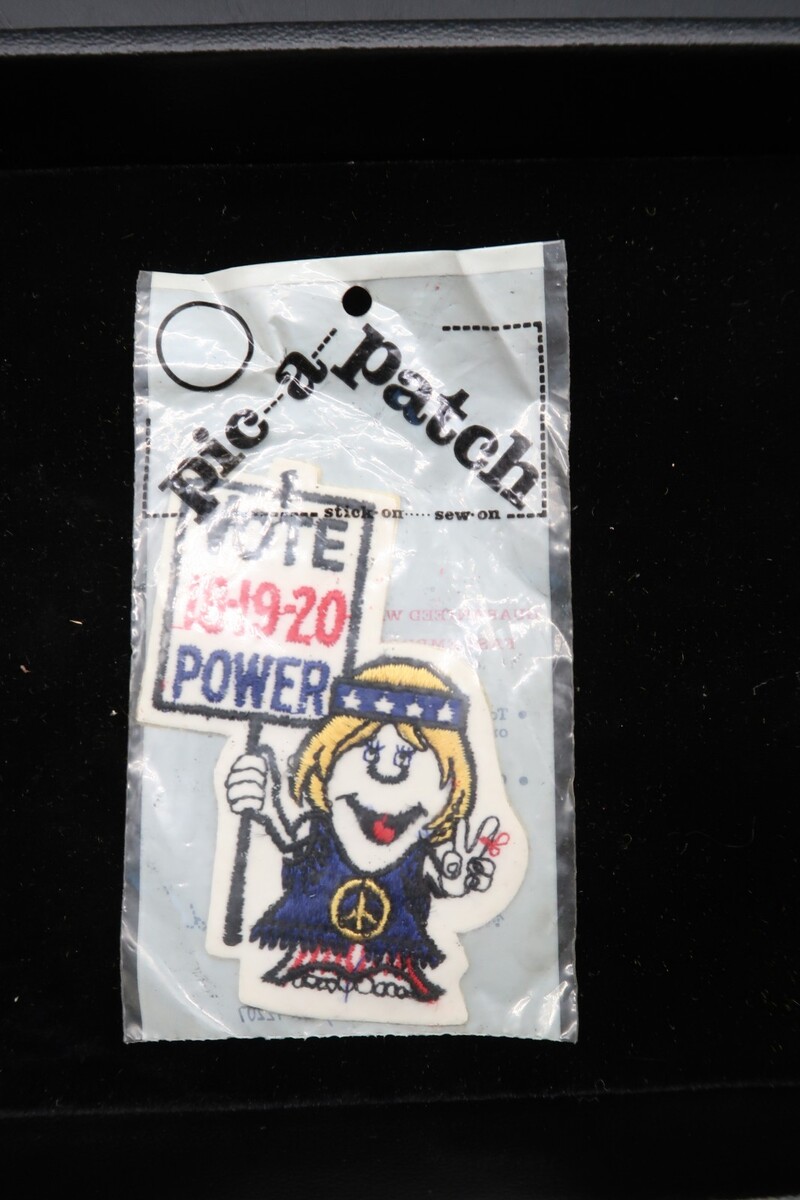 pic-a-patch
stick-on sew-on
VOTE
18-19-20
POWER